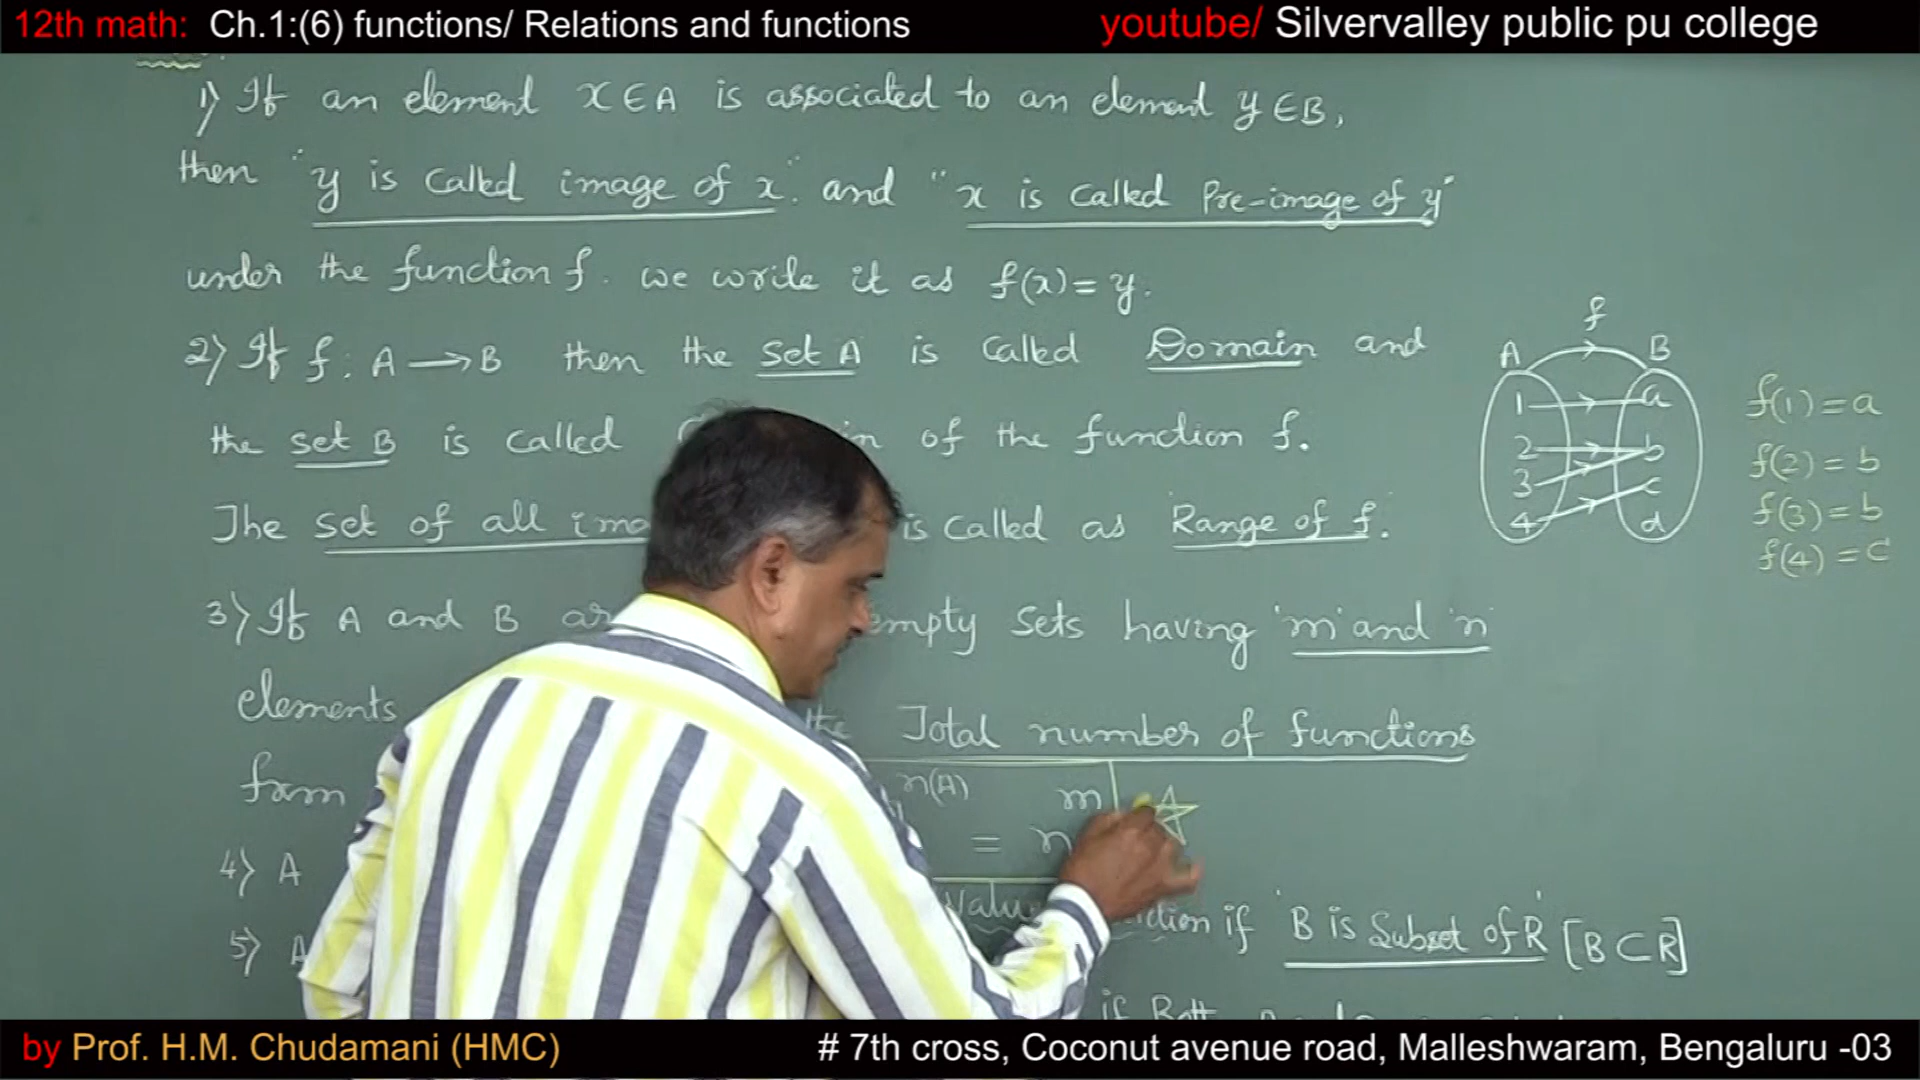 12th math: Ch.1:(6) functions/ Relations and functions
youtube/ Silvervalley public pu college
1) If an element x∈A is associated to an element y∈B,
then "y is called image of x" and "x is called Pre-image of y"
under the function f. we write it as f(x)=y.
2) If f: A→B then the set A is called Domain and
the set B is called of the function f.
The set of all is called as Range of f.
3) If A and B empty sets having 'm' and 'n'
elements the Total number of functions
from n(A) m
= n
4) A function if 'B is Subset of R' [B⊂R]
5) A if Both
f
A B
1 a
2 b
3 c
4 d
f(1)=a
f(2)=b
f(3)=b
f(4)=c
by Prof. H.M. Chudamani (HMC)
# 7th cross, Coconut avenue road, Malleshwaram, Bengaluru -03